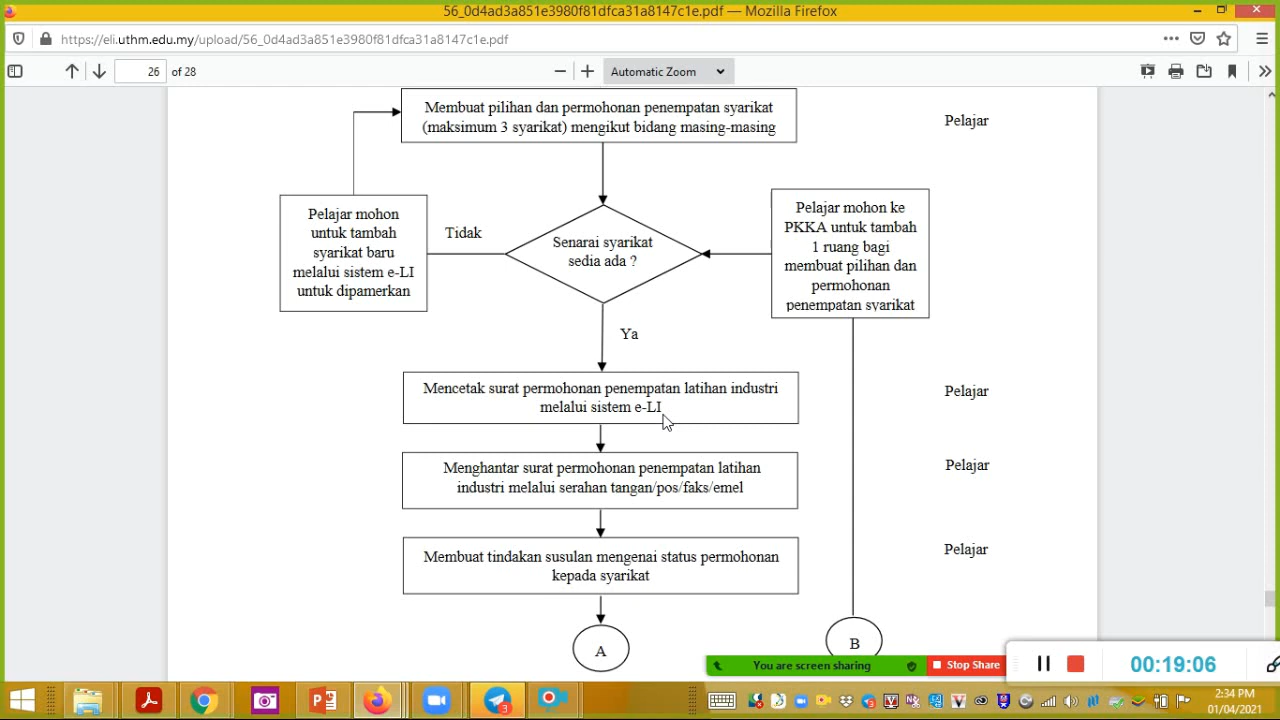 56_0d4ad3a851e3980f81dfca31a8147c1e.pdf — Mozilla Firefox
https://eli.uthm.edu.my/upload/56_0d4ad3a851e3980f81dfca31a8147c1e.pdf
26 of 28
Automatic Zoom
Membuat pilihan dan permohonan penempatan syarikat
(maksimum 3 syarikat) mengikut bidang masing-masing
Pelajar
Pelajar mohon
untuk tambah
syarikat baru
melalui sistem e-LI
untuk dipamerkan
Tidak
Senarai syarikat
sedia ada ?
Pelajar mohon ke
PKKA untuk tambah
1 ruang bagi
membuat pilihan dan
permohonan
penempatan syarikat
Ya
Mencetak surat permohonan penempatan latihan industri
melalui sistem e-LI
Pelajar
Menghantar surat permohonan penempatan latihan
industri melalui serahan tangan/pos/faks/emel
Pelajar
Membuat tindakan susulan mengenai status permohonan
kepada syarikat
Pelajar
A
B
You are screen sharing
Stop Share
00:19:06
3
2:34 PM
01/04/2021